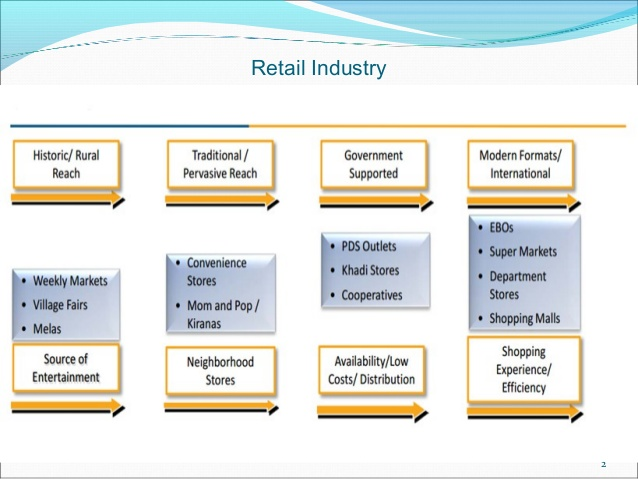 Retail Industry
Historic/ Rural
Reach
Traditional /
Pervasive Reach
Government
Supported
Modern Formats/
International
• Weekly Markets
• Village Fairs
• Melas
• Convenience
Stores
• Mom and Pop /
Kiranas
• PDS Outlets
• Khadi Stores
• Cooperatives
• EBOs
• Super Markets
• Department
Stores
• Shopping Malls
Source of
Entertainment
Neighborhood
Stores
Availability/Low
Costs/ Distribution
Shopping
Experience/
Efficiency
2